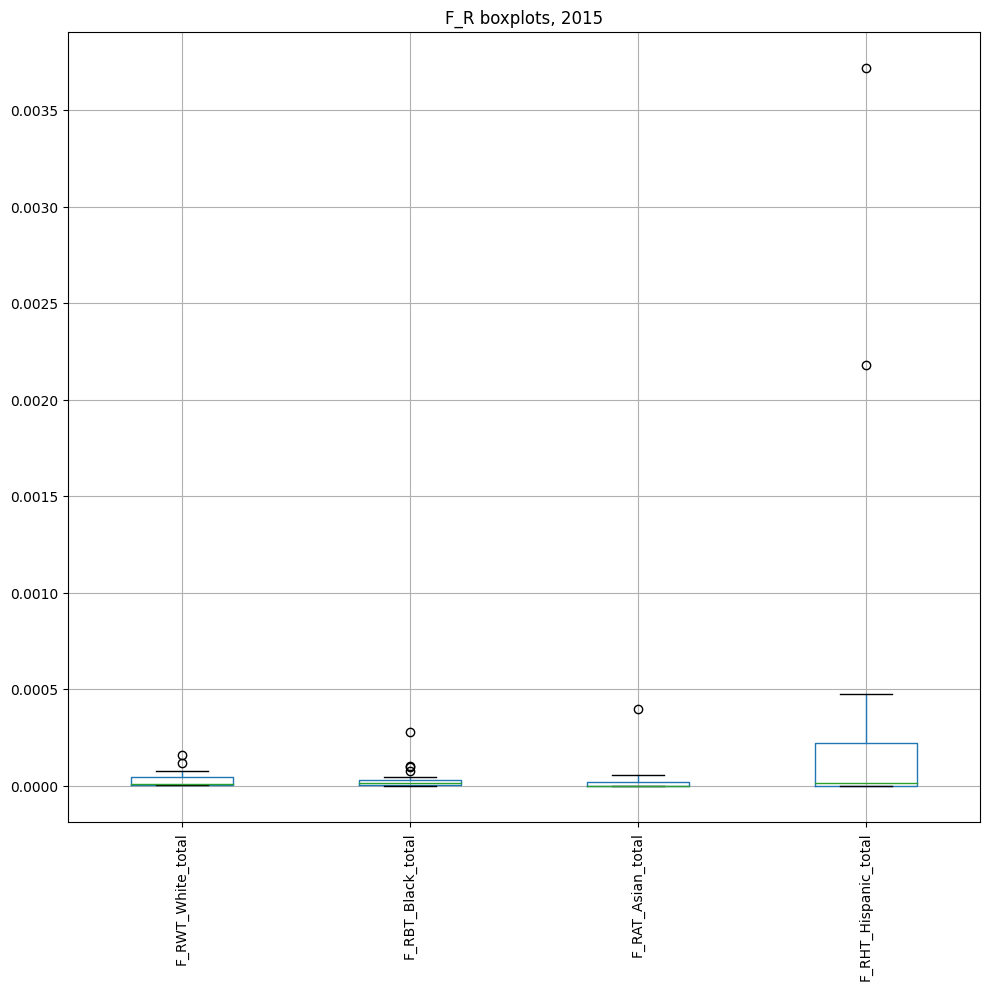 F_R boxplots, 2015
0.0035
0.0030
0.0025
0.0020
0.0015
0.0010
0.0005
0.0000
F_RWT_White_total
F_RBT_Black_total
F_RAT_Asian_total
F_RHT_Hispanic_total